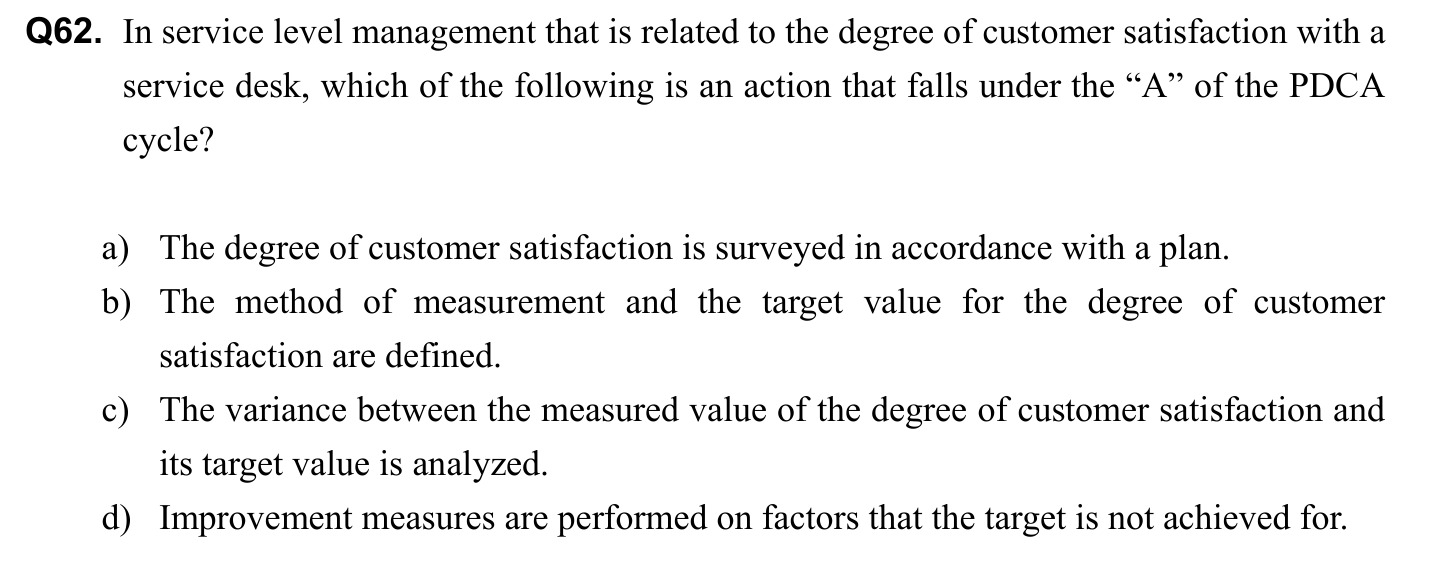 Q62. In service level management that is related to the degree of customer satisfaction with a
service desk, which of the following is an action that falls under the “A” of the PDCA
cycle?
a) The degree of customer satisfaction is surveyed in accordance with a plan.
b) The method of measurement and the target value for the degree of customer
satisfaction are defined.
c) The variance between the measured value of the degree of customer satisfaction and
its target value is analyzed.
d) Improvement measures are performed on factors that the target is not achieved for.